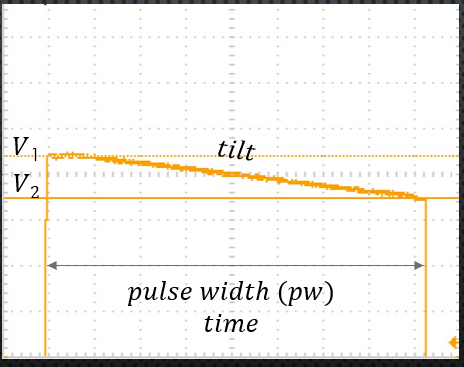 V1
tilt
V2
pulse width (pw)
time